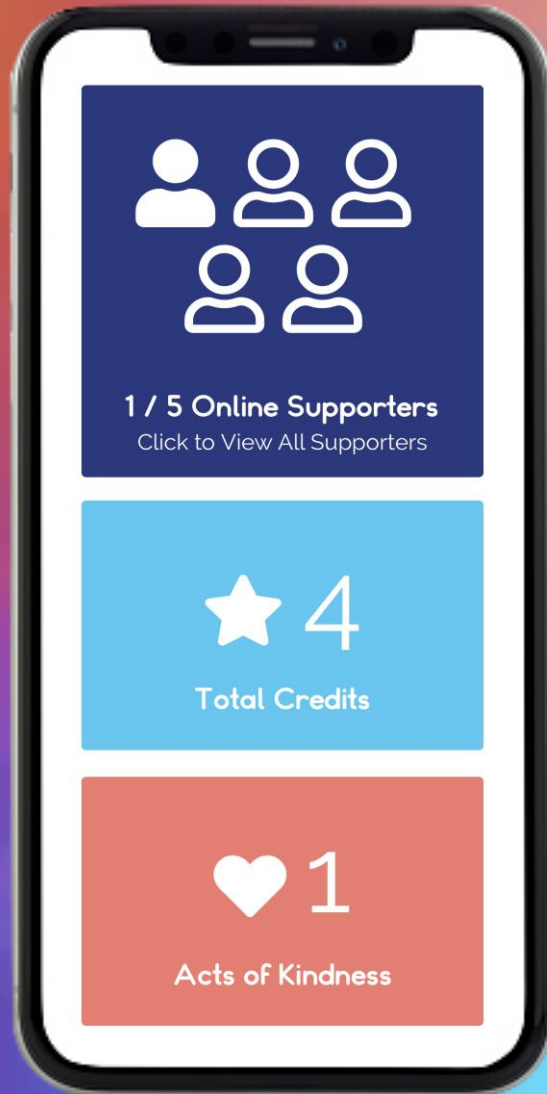 1 / 5 Online Supporters
Click to View All Supporters
4
Total Credits
1
Acts of Kindness